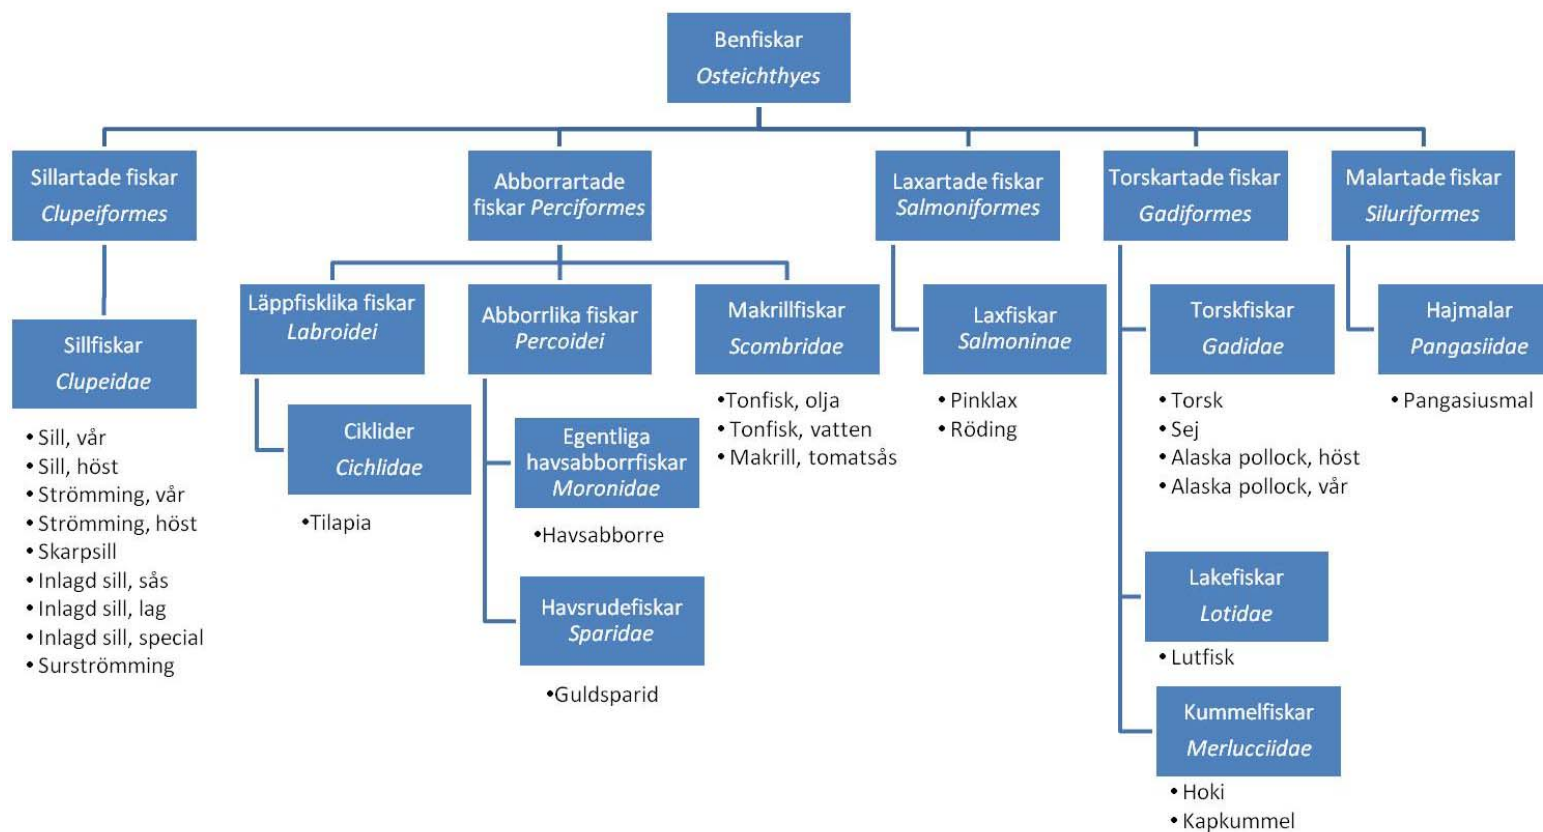 Benfiskar
Osteichthyes
Sillartade fiskar
Clupeiformes
Abborrartade
fiskar Perciformes
Laxartade fiskar
Salmoniformes
Torskartade fiskar
Gadiformes
Malartade fiskar
Siluriformes
Sillfiskar
Clupeidae
• Sill, vår
• Sill, höst
• Strömming, vår
• Strömming, höst
• Skarpsill
• Inlagd sill, sås
• Inlagd sill, lag
• Inlagd sill, special
• Surströmming
Läppfisklika fiskar
Labroidei
Ciklider
Cichlidae
•Tilapia
Abborrlika fiskar
Percoidei
Egentliga
havsabborrfiskar
Moronidae
•Havsabborre
Havsrudefiskar
Sparidae
•Guldsparid
Makrillfiskar
Scombridae
•Tonfisk, olja
•Tonfisk, vatten
• Makrill, tomatsås
Laxfiskar
Salmoninae
• Pinklax
• Röding
Torskfiskar
Gadidae
• Torsk
• Sej
• Alaska pollock, höst
• Alaska pollock, vår
Lakefiskar
Lotidae
• Lutfisk
Kummelfiskar
Merlucciidae
• Hoki
• Kapkummel
Hajmalar
Pangasiidae
• Pangasiusmal